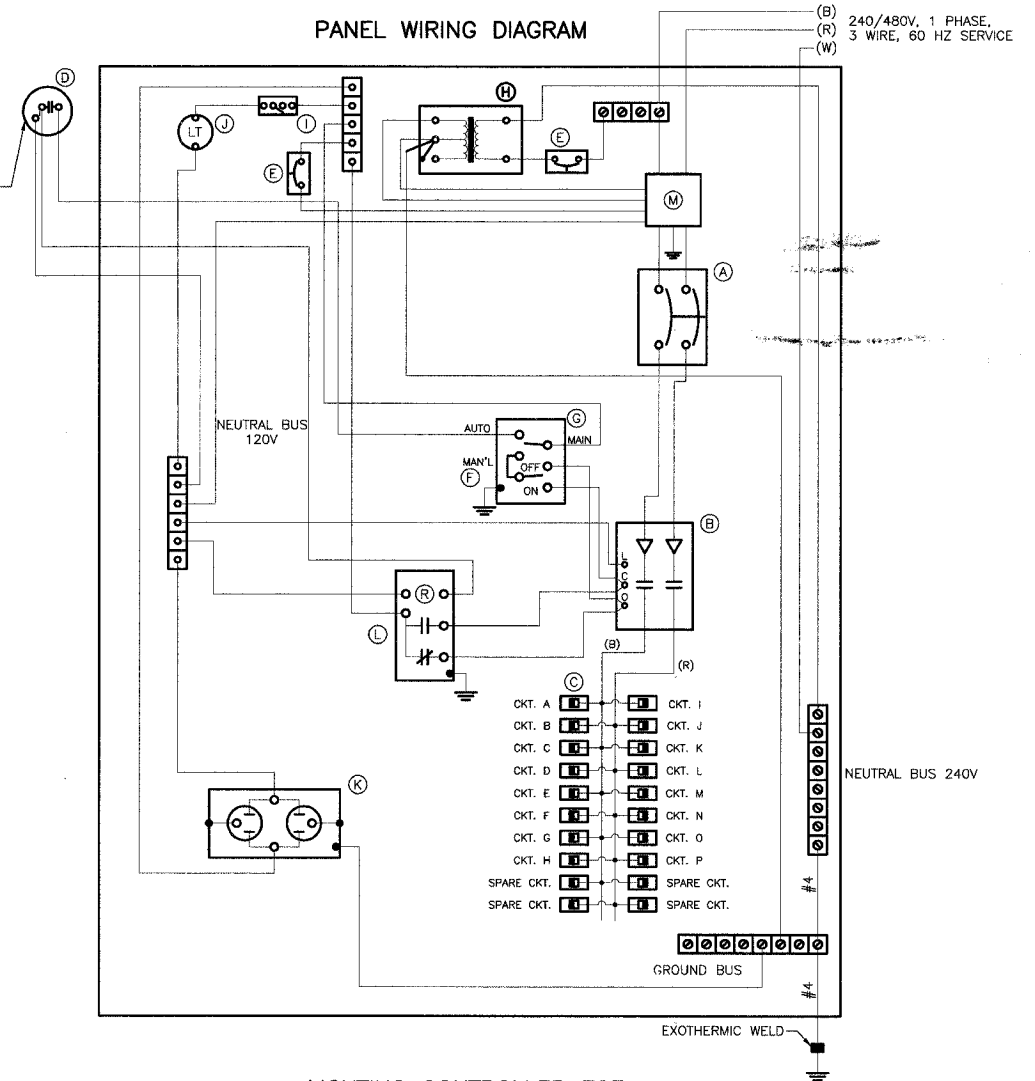 PANEL WIRING DIAGRAM
(B)
(R)
(W)
240/480V, 1 PHASE,
3 WIRE, 60 HZ SERVICE
D
LT
J
I
E
H
E
M
A
NEUTRAL BUS
120V
AUTO
MAIN
G
MAN'L
OFF
F
ON
B
L
C
O
R
L
(B)
(R)
C
CKT. A
CKT. I
CKT. B
CKT. J
CKT. C
CKT. K
CKT. D
CKT. L
CKT. E
CKT. M
CKT. F
CKT. N
CKT. G
CKT. O
CKT. H
CKT. P
SPARE CKT.
SPARE CKT.
SPARE CKT.
SPARE CKT.
K
NEUTRAL BUS 240V
#4
GROUND BUS
#4
EXOTHERMIC WELD